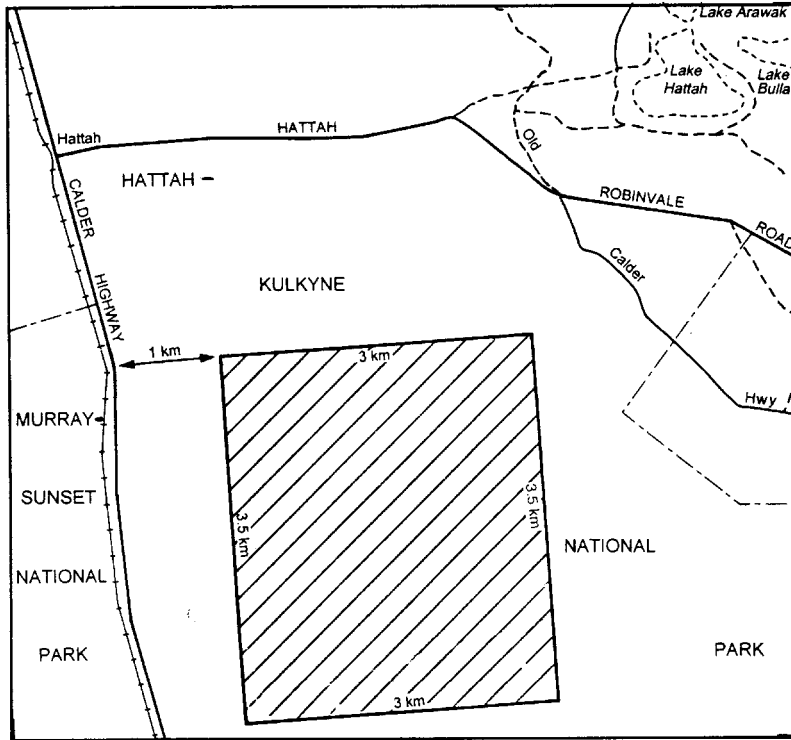 Lake Arawak
Lake
Hattah
Lake
Bulla
Hattah
HATTAH
Old
HATTAH –
CALDER
ROBINVALE
ROAD
Calder
KULKYNE
HIGHWAY
1 km
3 km
Hwy
MURRAY-
SUNSET
3.5 km
3.5 km
NATIONAL
NATIONAL
PARK
PARK
3 km